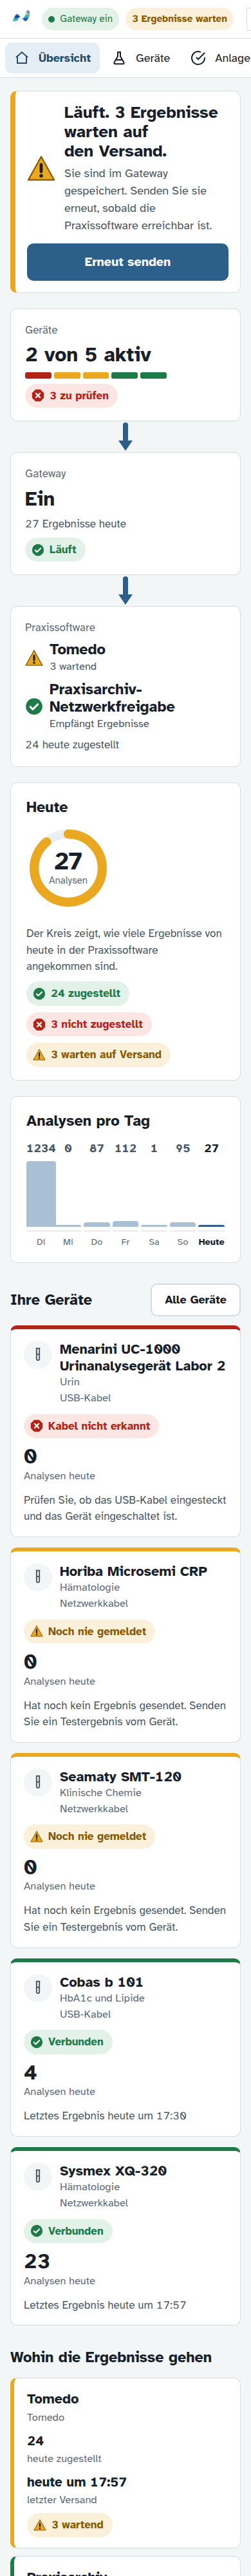 Gateway ein
3 Ergebnisse warten
Übersicht
Geräte
Anlage
Läuft. 3 Ergebnisse
warten auf
den Versand.
Sie sind im Gateway
gespeichert. Senden Sie sie
erneut, sobald die
Praxissoftware erreichbar ist.
Erneut senden
Geräte
2 von 5 aktiv
3 zu prüfen
Gateway
Ein
27 Ergebnisse heute
Läuft
Praxissoftware
Tomedo
3 wartend
Praxisarchiv-
Netzwerkfreigabe
Empfängt Ergebnisse
24 heute zugestellt
Heute
27
Analysen
Der Kreis zeigt, wie viele Ergebnisse von
heute in der Praxissoftware
angekommen sind.
24 zugestellt
3 nicht zugestellt
3 warten auf Versand
Analysen pro Tag
1234 0 87 112 1 95 27
Di Mi Do Fr Sa So Heute
Ihre Geräte
Alle Geräte
Menarini UC-1000
Urinanalysegerät Labor 2
Urin
USB-Kabel
Kabel nicht erkannt
0
Analysen heute
Prüfen Sie, ob das USB-Kabel eingesteckt
und das Gerät eingeschaltet ist.
Horiba Microsemi CRP
Hämatologie
Netzwerkkabel
Noch nie gemeldet
0
Analysen heute
Hat noch kein Ergebnis gesendet. Senden
Sie ein Testergebnis vom Gerät.
Seamaty SMT-120
Klinische Chemie
Netzwerkkabel
Noch nie gemeldet
0
Analysen heute
Hat noch kein Ergebnis gesendet. Senden
Sie ein Testergebnis vom Gerät.
Cobas b 101
HbA1c und Lipide
USB-Kabel
Verbunden
4
Analysen heute
Letztes Ergebnis heute um 17:30
Sysmex XQ-320
Hämatologie
Netzwerkkabel
Verbunden
23
Analysen heute
Letztes Ergebnis heute um 17:57
Wohin die Ergebnisse gehen
Tomedo
Tomedo
24
heute zugestellt
heute um 17:57
letzter Versand
3 wartend